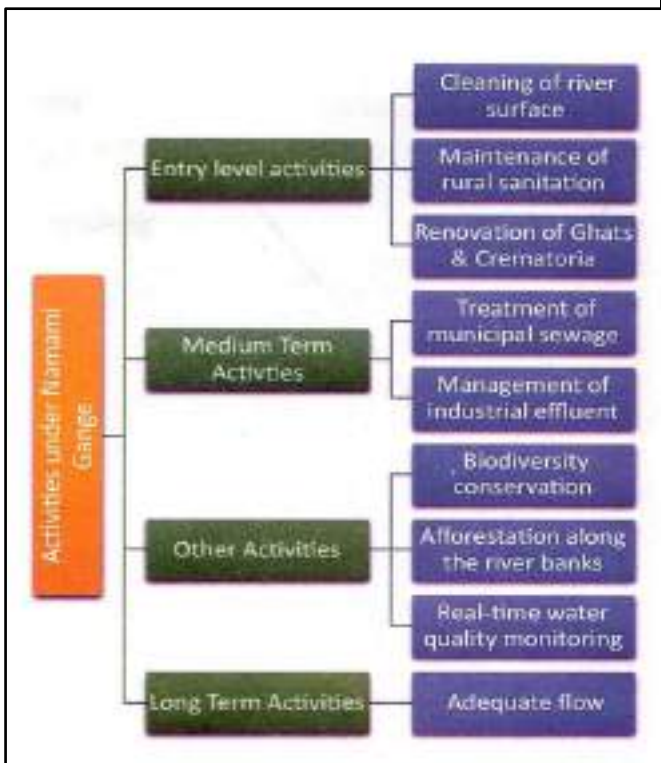 Activities under Namami
Gange
Entry level activities
Cleaning of river
surface
Maintenance of
rural sanitation
Renovation of Ghats
& Crematoria
Medium Term
Activties
Treatment of
municipal sewage
Management of
industrial effluent
Other Activities
Biodiversity
conservation
Afforestation along
the river banks
Real-time water
quality monitoring
Long Term Activities
Adequate flow